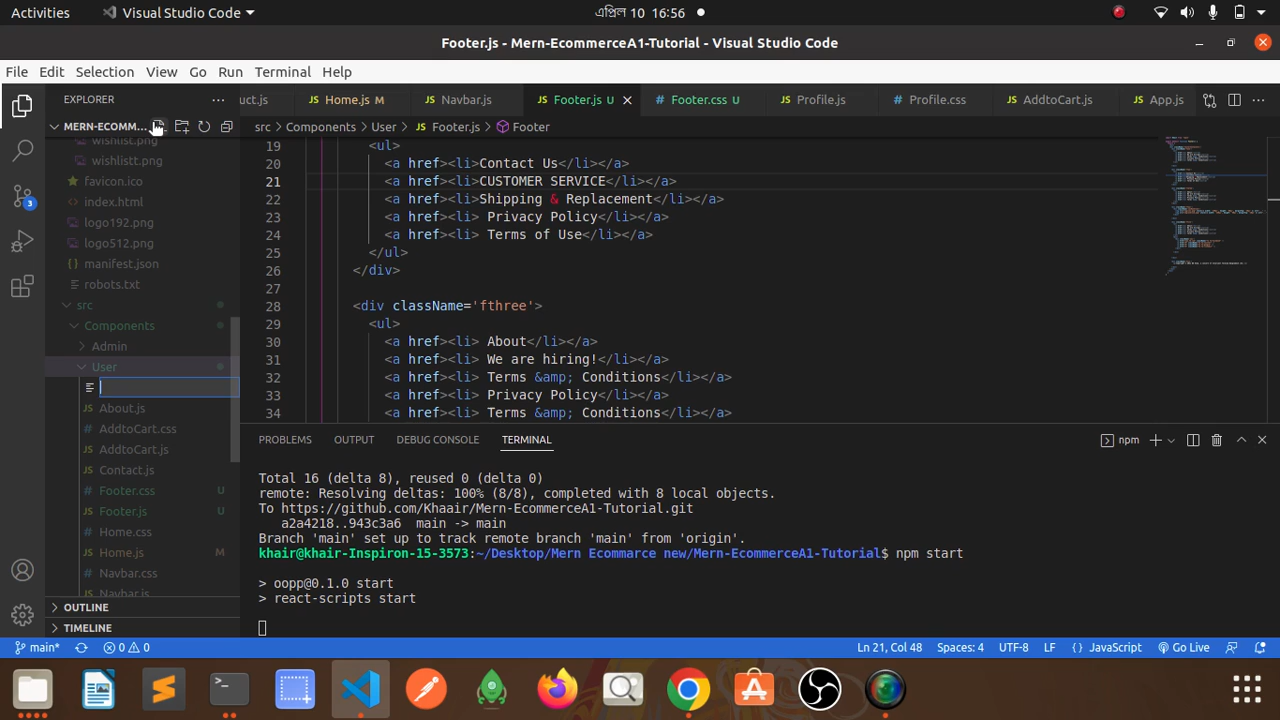 Activities
Visual Studio Code
এপ্রিল 10 16:56
Footer.js - Mern-EcommerceA1-Tutorial - Visual Studio Code
File Edit Selection View Go Run Terminal Help
EXPLORER
uct.js
Home.js M
Navbar.js
Footer.js U
Footer.css U
Profile.js
Profile.css
AddtoCart.js
App.js
MERN-ECOMM...
wishlist.png
wishlistt.png
favicon.ico
index.html
logo192.png
logo512.png
manifest.json
robots.txt
src
Components
Admin
User
About.js
AddtoCart.css
AddtoCart.js
Contact.js
Footer.css U
Footer.js U
Home.css
Home.js M
Navbar.css
Navbar.js
OUTLINE
TIMELINE
src > Components > User > Footer.js > Footer
19 <ul>
20 <a href><li>Contact Us</li></a>
21 <a href><li>CUSTOMER SERVICE</li></a>
22 <a href><li>Shipping & Replacement</li></a>
23 <a href><li> Privacy Policy</li></a>
24 <a href><li> Terms of Use</li></a>
25 </ul>
26 </div>
27
28 <div className='fthree'>
29 <ul>
30 <a href><li> About</li></a>
31 <a href><li> We are hiring!</li></a>
32 <a href><li> Terms &amp; Conditions</li></a>
33 <a href><li> Privacy Policy</li></a>
34 <a href><li> Terms &amp; Conditions</li></a>
PROBLEMS OUTPUT DEBUG CONSOLE TERMINAL
npm
Total 16 (delta 8), reused 0 (delta 0)
remote: Resolving deltas: 100% (8/8), completed with 8 local objects.
To https://github.com/Khaair/Mern-EcommerceA1-Tutorial.git
a2a4218..943c3a6 main -> main
Branch 'main' set up to track remote branch 'main' from 'origin'.
khair@khair-Inspiron-15-3573:~/Desktop/Mern Ecommarce new/Mern-EcommerceA1-Tutorial$ npm start
> oopp@0.1.0 start
> react-scripts start
3
main*
0 0
Ln 21, Col 48
Spaces: 4
UTF-8
LF
{ } JavaScript
Go Live